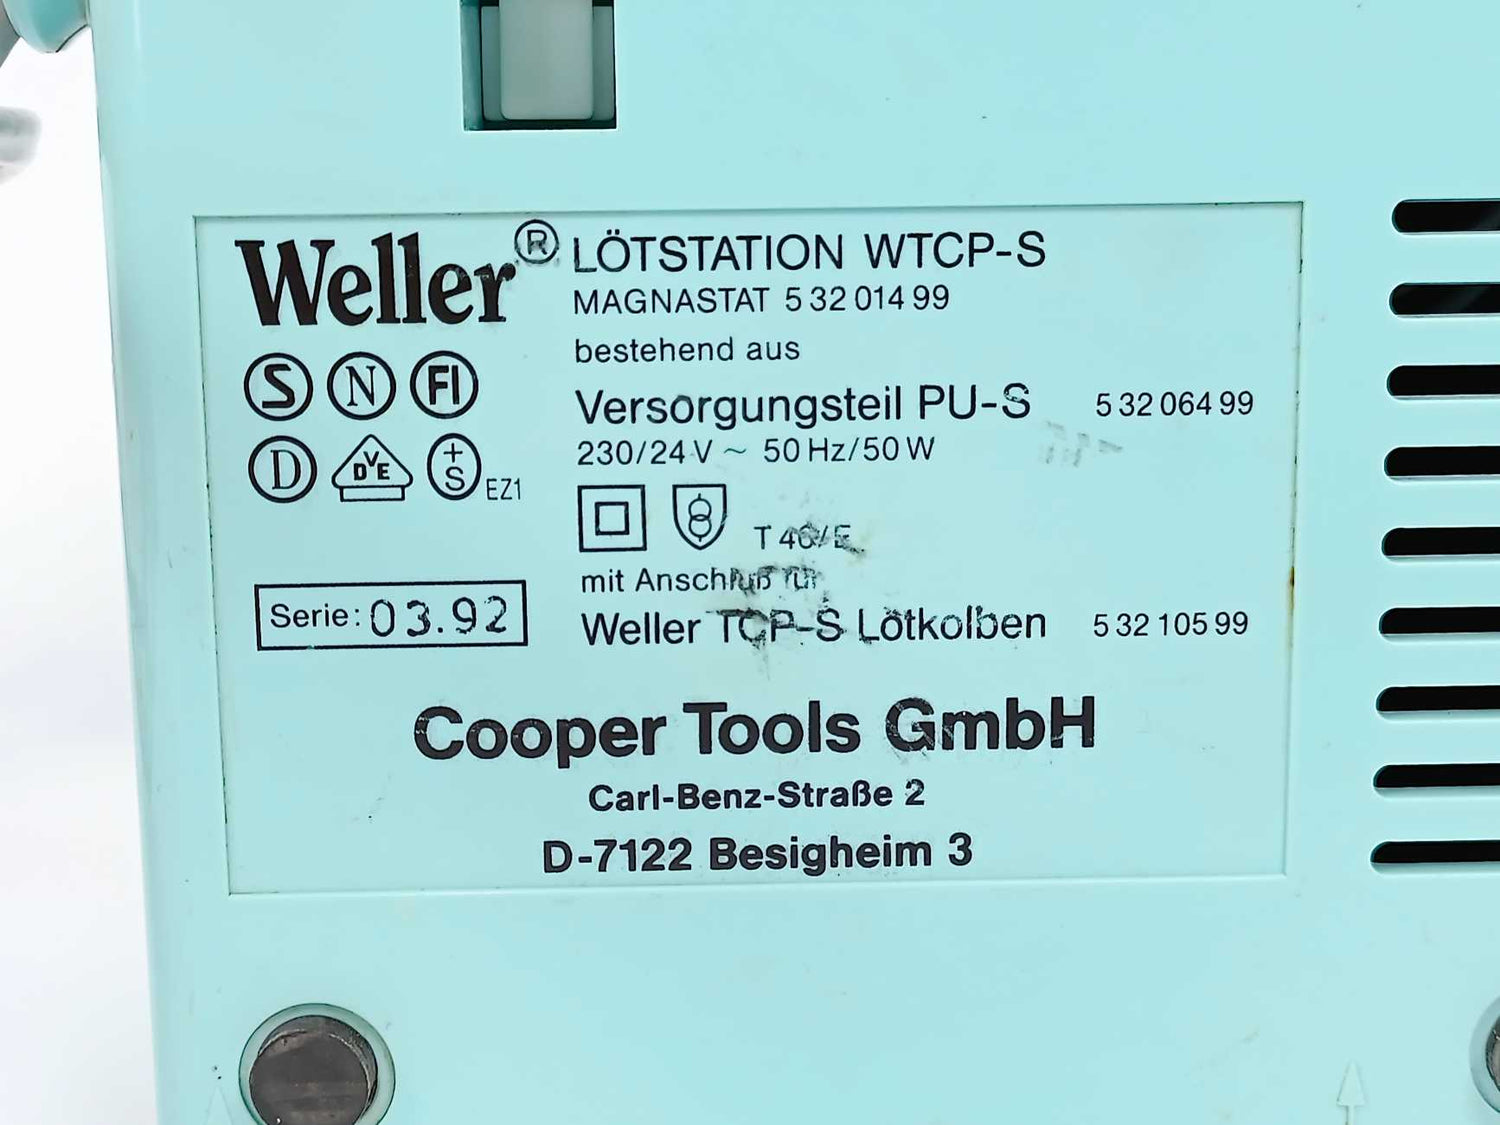 Weller® LÖTSTATION WTCP-S
MAGNASTAT 5 32 014 99
bestehend aus
S N FI
Versorgungsteil PU-S 5 32 064 99
230/24 V ~ 50 Hz/50 W
D DVE +S EZ1
T 40/E
mit Anschluß für
Serie: 03.92
Weller TCP-S Lötkolben 5 32 105 99
Cooper Tools GmbH
Carl-Benz-Straße 2
D-7122 Besigheim 3